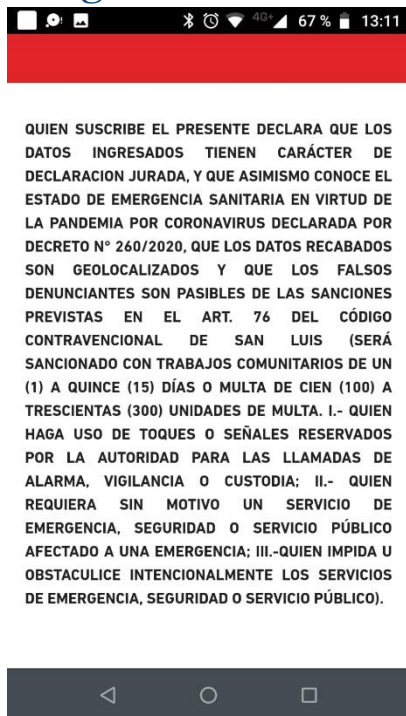 4G+ 67 % 13:11
QUIEN SUSCRIBE EL PRESENTE DECLARA QUE LOS
DATOS INGRESADOS TIENEN CARÁCTER DE
DECLARACION JURADA, Y QUE ASIMISMO CONOCE EL
ESTADO DE EMERGENCIA SANITARIA EN VIRTUD DE
LA PANDEMIA POR CORONAVIRUS DECLARADA POR
DECRETO N° 260/2020, QUE LOS DATOS RECABADOS
SON GEOLOCALIZADOS Y QUE LOS FALSOS
DENUNCIANTES SON PASIBLES DE LAS SANCIONES
PREVISTAS EN EL ART. 76 DEL CÓDIGO
CONTRAVENCIONAL DE SAN LUIS (SERÁ
SANCIONADO CON TRABAJOS COMUNITARIOS DE UN
(1) A QUINCE (15) DÍAS O MULTA DE CIEN (100) A
TRESCIENTAS (300) UNIDADES DE MULTA. I.- QUIEN
HAGA USO DE TOQUES O SEÑALES RESERVADOS
POR LA AUTORIDAD PARA LAS LLAMADAS DE
ALARMA, VIGILANCIA O CUSTODIA; II.- QUIEN
REQUIERA SIN MOTIVO UN SERVICIO DE
EMERGENCIA, SEGURIDAD O SERVICIO PÚBLICO
AFECTADO A UNA EMERGENCIA; III.-QUIEN IMPIDA U
OBSTACULICE INTENCIONALMENTE LOS SERVICIOS
DE EMERGENCIA, SEGURIDAD O SERVICIO PÚBLICO).